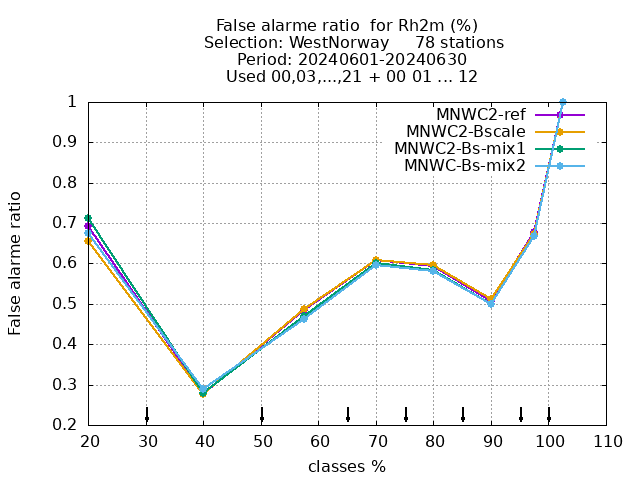 False alarme ratio  for Rh2m (%)
Selection: WestNorway     78 stations
Period: 20240601-20240630
Used 00,03,...,21 + 00 01 ... 12
MNWC2-ref
MNWC2-Bscale
MNWC2-Bs-mix1
MNWC-Bs-mix2
False alarme ratio
1
0.9
0.8
0.7
0.6
0.5
0.4
0.3
0.2
20 30 40 50 60 70 80 90 100 110
classes %